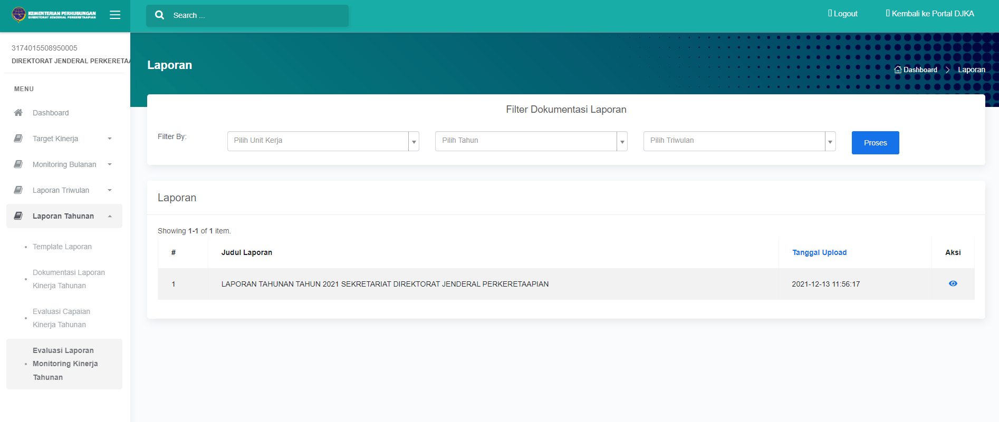 KEMENTERIAN PERHUBUNGAN
DIREKTORAT JENDERAL PERKERETAAPIAN
Search ...
Logout
Kembali ke Portal DJKA
3174015508950005
DIREKTORAT JENDERAL PERKERETAA
MENU
Dashboard
Target Kinerja
Monitoring Bulanan
Laporan Triwulan
Laporan Tahunan
Template Laporan
Dokumentasi Laporan
Kinerja Tahunan
Evaluasi Capaian
Kinerja Tahunan
Evaluasi Laporan
Monitoring Kinerja
Tahunan
Laporan
Dashboard > Laporan
Filter Dokumentasi Laporan
Filter By:
Pilih Unit Kerja
Pilih Tahun
Pilih Triwulan
Proses
Laporan
Showing 1-1 of 1 item.
# Judul Laporan Tanggal Upload Aksi
1 LAPORAN TAHUNAN TAHUN 2021 SEKRETARIAT DIREKTORAT JENDERAL PERKERETAAPIAN 2021-12-13 11:56:17